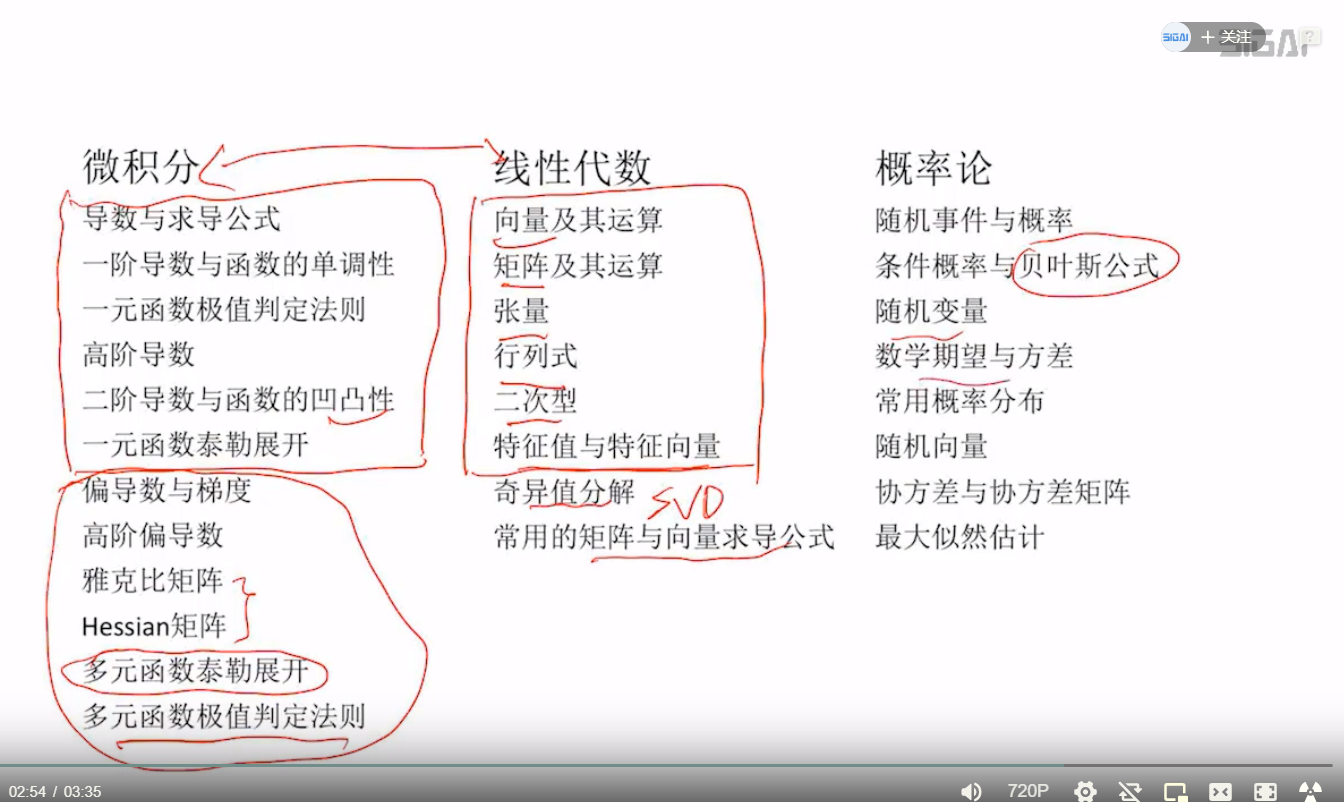 SIGAI + 关注
SIGAI
?
微积分
导数与求导公式
一阶导数与函数的单调性
一元函数极值判定法则
高阶导数
二阶导数与函数的凹凸性
一元函数泰勒展开
偏导数与梯度
高阶偏导数
雅克比矩阵
Hessian矩阵
多元函数泰勒展开
多元函数极值判定法则
线性代数
向量及其运算
矩阵及其运算
张量
行列式
二次型
特征值与特征向量
奇异值分解 SVD
常用的矩阵与向量求导公式
概率论
随机事件与概率
条件概率与贝叶斯公式
随机变量
数学期望与方差
常用概率分布
随机向量
协方差与协方差矩阵
最大似然估计
02:54 / 03:35
720P